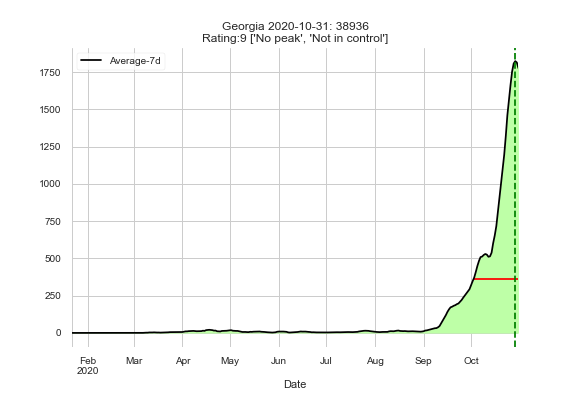 Georgia 2020-10-31: 38936
Rating:9 ['No peak', 'Not in control']
Average-7d
1750
1500
1250
1000
750
500
250
0
Feb Mar Apr May Jun Jul Aug Sep Oct
2020
Date